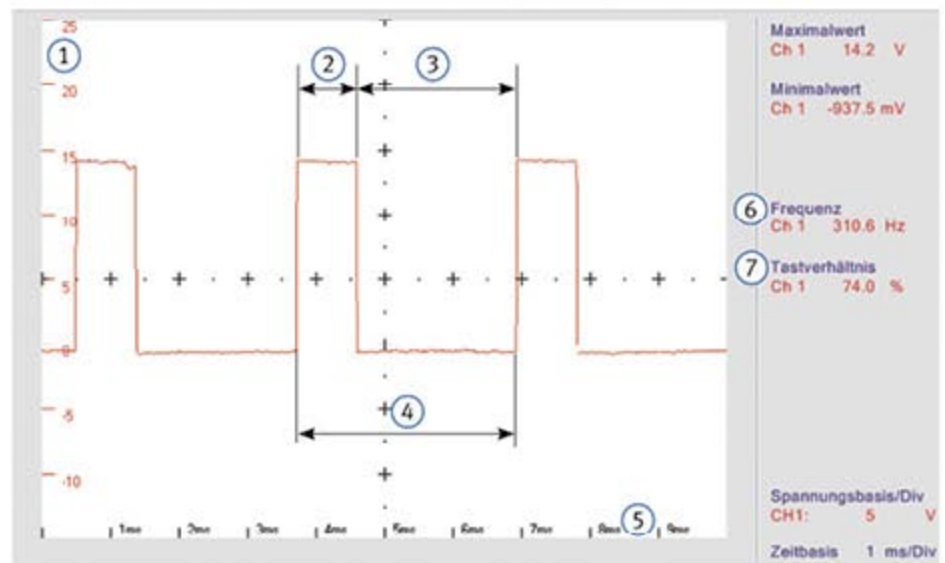 25
1
20
15
10
5
0
-5
-10
2
3
4
5
1ms
2ms
3ms
4ms
5ms
6ms
7ms
8ms
9ms
Maximalwert
Ch 1 14.2 V
Minimalwert
Ch 1 -937.5 mV
6
Frequenz
Ch 1 310.6 Hz
7
Tastverhältnis
Ch 1 74.0 %
Spannungsbasis/Div
CH1: 5 V
Zeitbasis 1 ms/Div